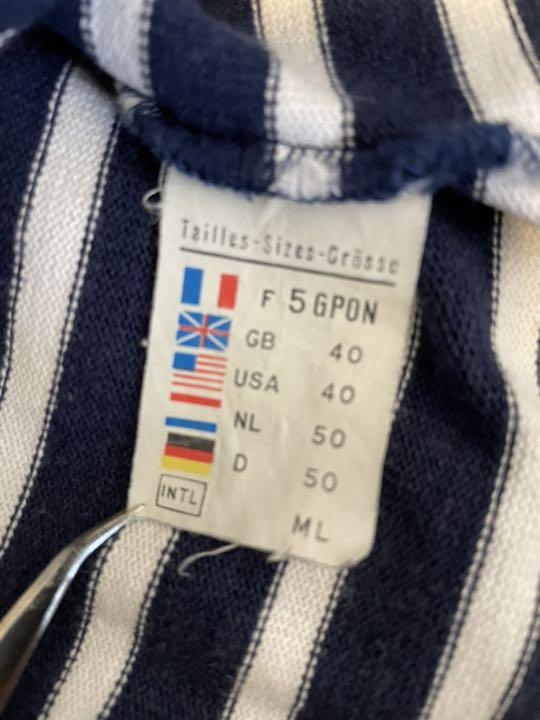 Tailles-Sizes-Grösse
F 5 GPON
GB 40
USA 40
NL 50
D 50
INTL ML